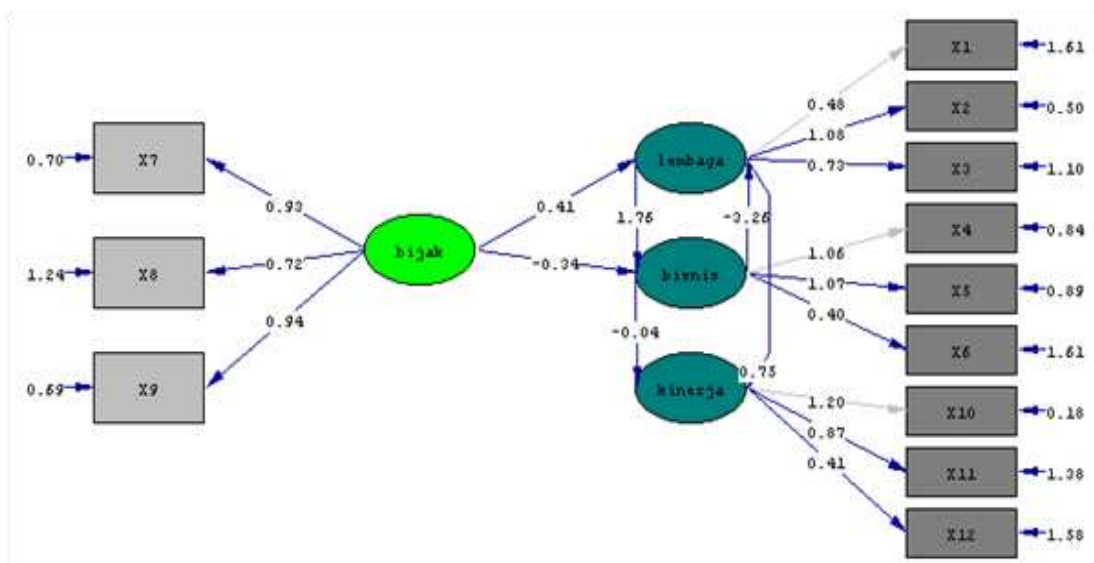 X1
1.61
0.48
X2
0.50
1.08
lembaga
X7
0.70
0.73
X3
1.10
0.93
0.41
1.76
-3.26
X4
0.84
bijak
1.06
X8
1.24
0.72
-0.34
bisnis
1.07
X5
0.89
0.40
0.94
-0.04
X6
1.61
0.75
X9
0.69
kinerja
1.20
X10
0.18
0.87
0.41
X11
1.38
X12
1.58